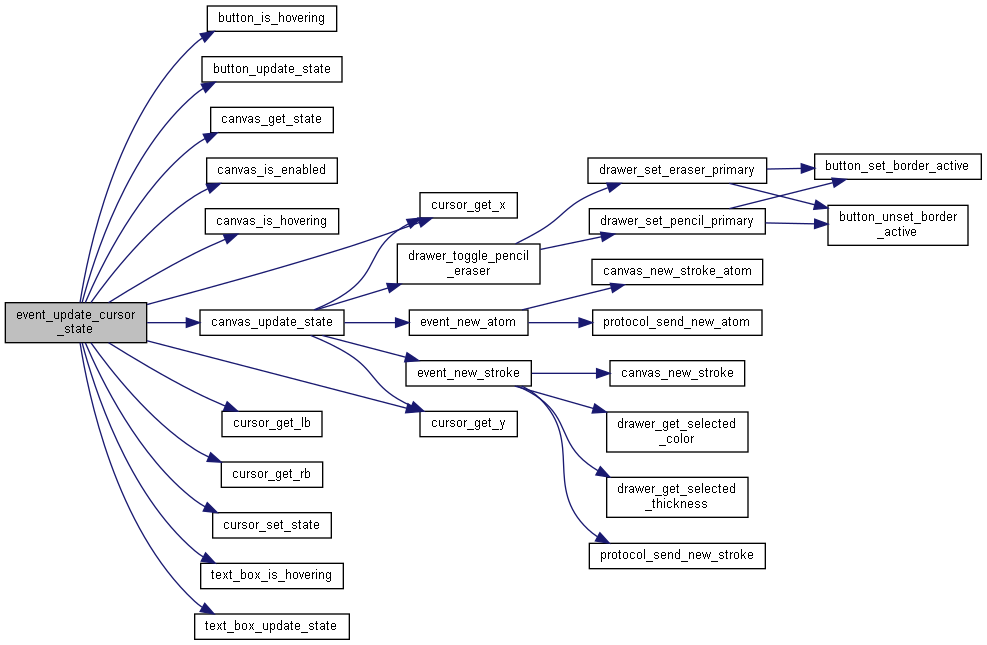 button_is_hovering
button_update_state
canvas_get_state
canvas_is_enabled
canvas_is_hovering
event_update_cursor
_state
canvas_update_state
cursor_get_lb
cursor_get_rb
cursor_set_state
text_box_is_hovering
text_box_update_state
cursor_get_x
drawer_toggle_pencil
_eraser
event_new_atom
event_new_stroke
cursor_get_y
drawer_set_eraser_primary
drawer_set_pencil_primary
canvas_new_stroke_atom
protocol_send_new_atom
canvas_new_stroke
drawer_get_selected
_color
drawer_get_selected
_thickness
protocol_send_new_stroke
button_set_border_active
button_unset_border
_active